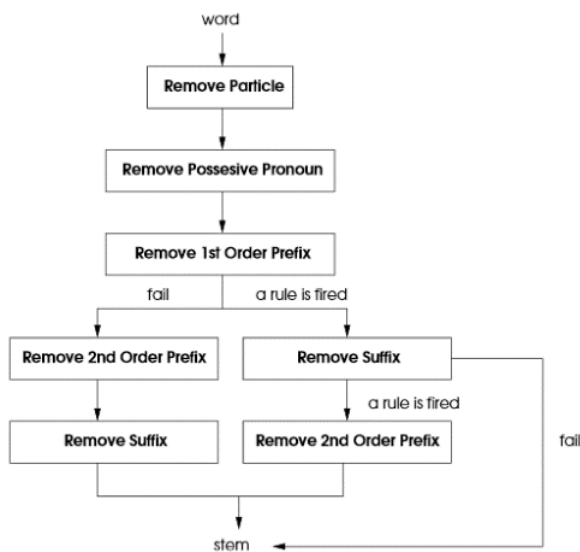 word
Remove Particle
Remove Possesive Pronoun
Remove 1st Order Prefix
fail
a rule is fired
Remove 2nd Order Prefix
Remove Suffix
a rule is fired
Remove Suffix
Remove 2nd Order Prefix
fail
stem